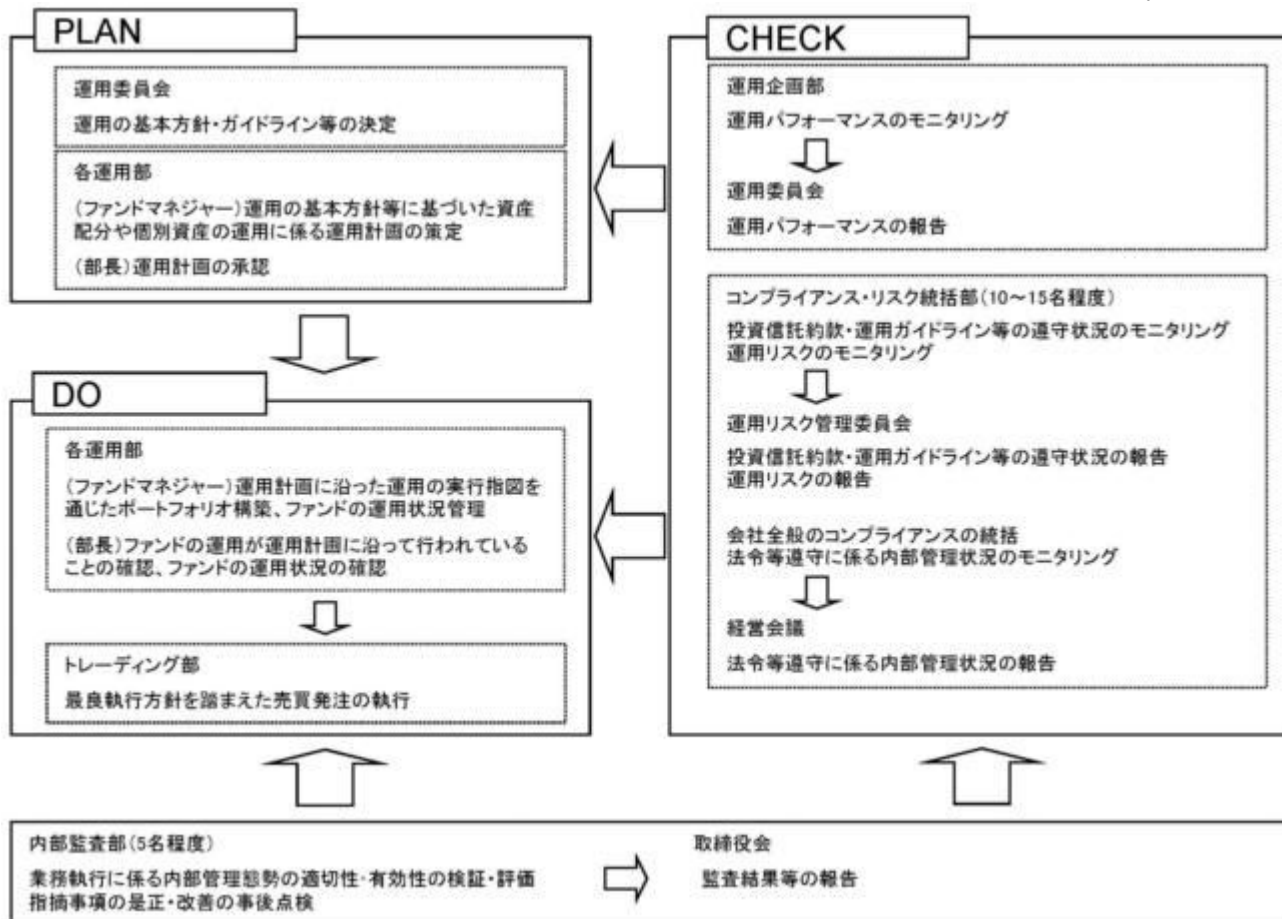 PLAN
運用委員会
運用の基本方針・ガイドライン等の決定
各運用部
(ファンドマネジャー)運用の基本方針等に基づいた資産
配分や個別資産の運用に係る運用計画の策定
(部長)運用計画の承認
DO
各運用部
(ファンドマネジャー)運用計画に沿った運用の実行指図を
通じたポートフォリオ構築、ファンドの運用状況管理
(部長)ファンドの運用が運用計画に沿って行われている
ことの確認、ファンドの運用状況の確認
トレーディング部
最良執行方針を踏まえた売買発注の執行
CHECK
運用企画部
運用パフォーマンスのモニタリング
運用委員会
運用パフォーマンスの報告
コンプライアンス・リスク統括部(10～15名程度)
投資信託約款・運用ガイドライン等の遵守状況のモニタリング
運用リスクのモニタリング
運用リスク管理委員会
投資信託約款・運用ガイドライン等の遵守状況の報告
運用リスクの報告
会社全般のコンプライアンスの統括
法令等遵守に係る内部管理状況のモニタリング
経営会議
法令等遵守に係る内部管理状況の報告
内部監査部(5名程度)
業務執行に係る内部管理態勢の適切性・有効性の検証・評価
指摘事項の是正・改善の事後点検
取締役会
監査結果等の報告